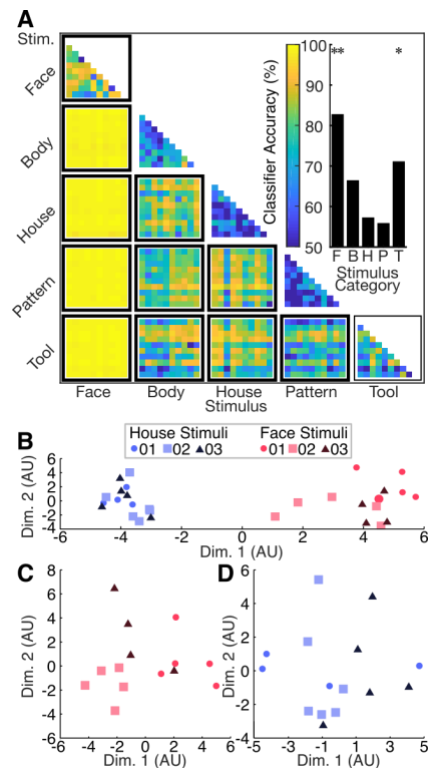 A
Stim.
Face
Body
House
Pattern
Tool
Face Body House Pattern Tool
Stimulus
Classifier Accuracy (%)
100
90
80
70
60
50
** *
F B H P T
Stimulus
Category
B
House Stimuli Face Stimuli
01 02 03 01 02 03
Dim. 2 (AU)
6
4
2
0
-2
-4
-6 -4 -2 0 2 4 6
Dim. 1 (AU)
C
Dim. 2 (AU)
8
6
4
2
0
-2
-4
-6
-6 -4 -2 0 2 4 6
Dim. 1 (AU)
D
Dim. 2 (AU)
6
4
2
0
-2
-4
-5 -3 -1 1 3 5
Dim. 1 (AU)